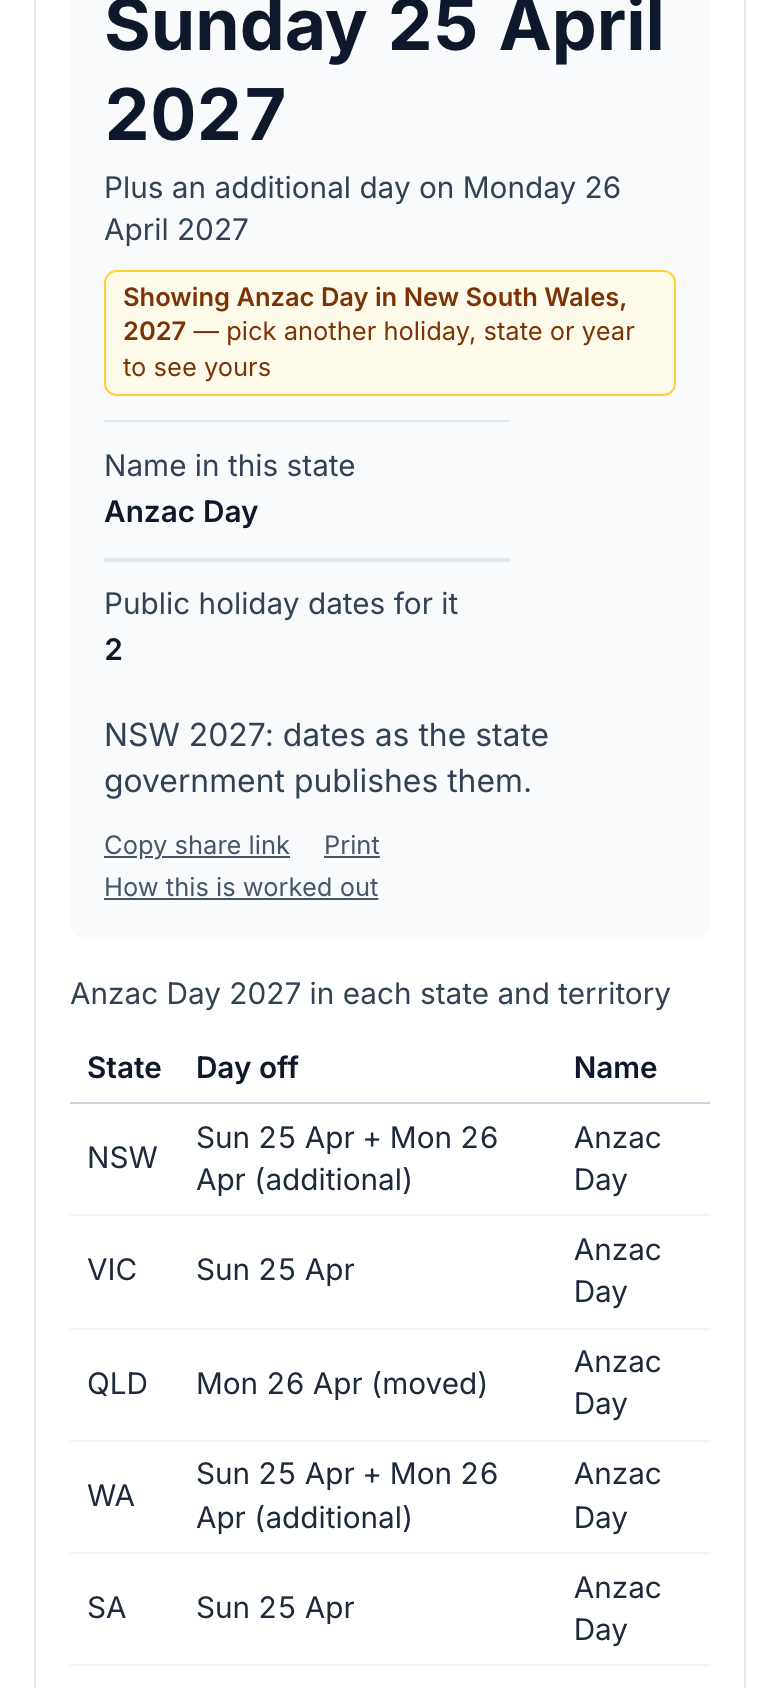 Sunday 25 April
2027
Plus an additional day on Monday 26
April 2027
Showing Anzac Day in New South Wales,
2027 — pick another holiday, state or year
to see yours
Name in this state
Anzac Day
Public holiday dates for it
2
NSW 2027: dates as the state
government publishes them.
Copy share link Print
How this is worked out
Anzac Day 2027 in each state and territory
State Day off Name
NSW Sun 25 Apr + Mon 26 Apr (additional) Anzac Day
VIC Sun 25 Apr Anzac Day
QLD Mon 26 Apr (moved) Anzac Day
WA Sun 25 Apr + Mon 26 Apr (additional) Anzac Day
SA Sun 25 Apr Anzac Day